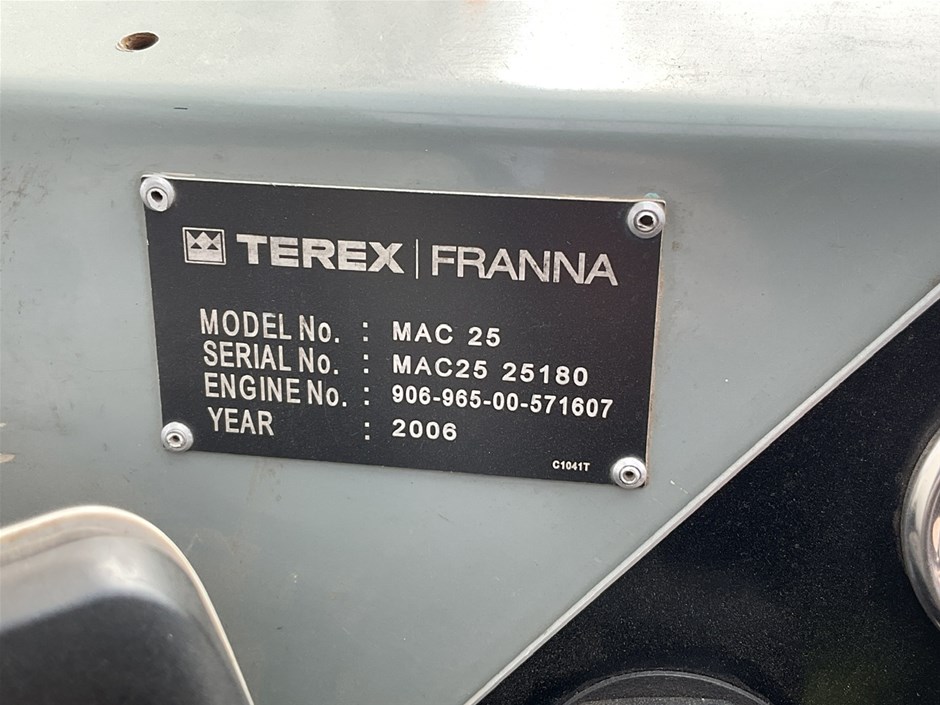 TEREX | FRANNA
MODEL No. : MAC 25
SERIAL No. : MAC25 25180
ENGINE No. : 906-965-00-571607
YEAR : 2006
C1041T